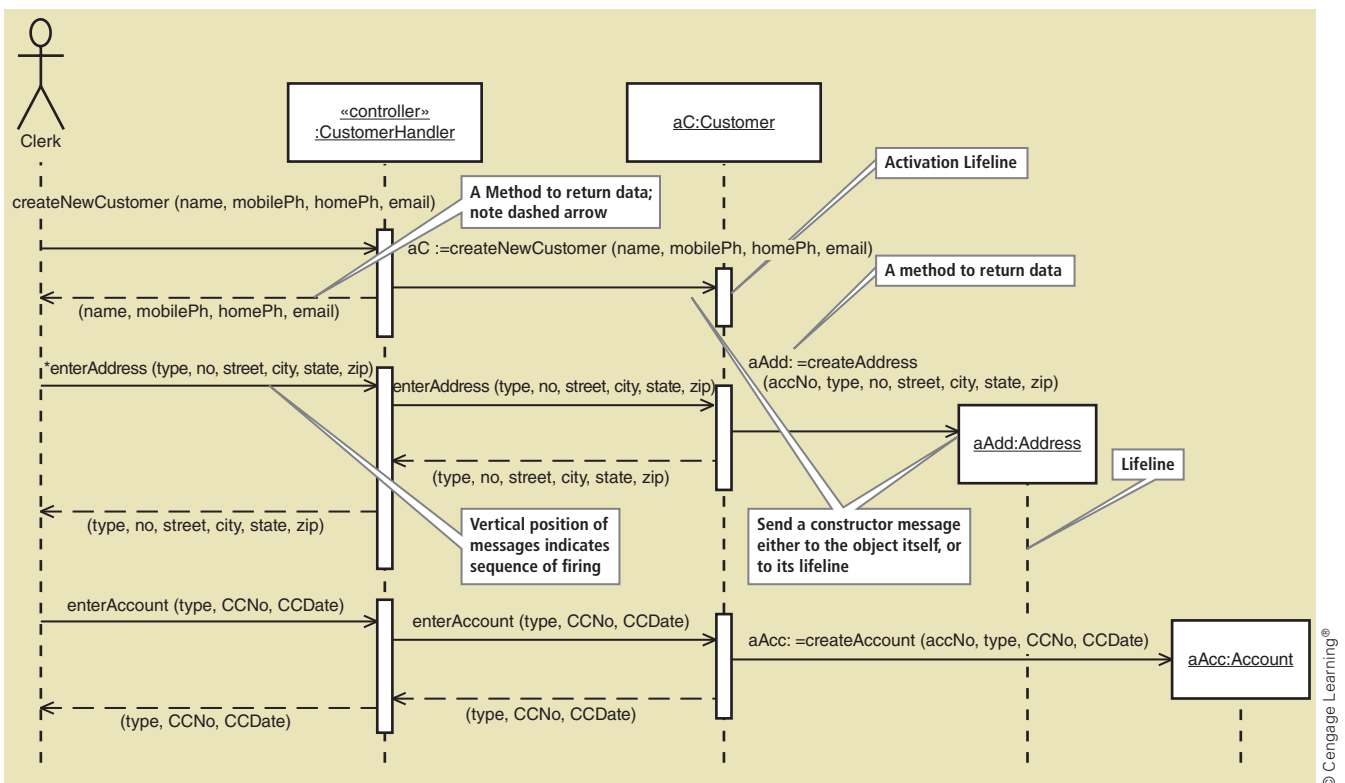 Clerk
«controller»
:CustomerHandler
aC:Customer
Activation Lifeline
createNewCustomer (name, mobilePh, homePh, email)
A Method to return data;
note dashed arrow
aC :=createNewCustomer (name, mobilePh, homePh, email)
A method to return data
(name, mobilePh, homePh, email)
*enterAddress (type, no, street, city, state, zip)
enterAddress (type, no, street, city, state, zip)
aAdd: =createAddress
(accNo, type, no, street, city, state, zip)
aAdd:Address
Lifeline
(type, no, street, city, state, zip)
(type, no, street, city, state, zip)
Vertical position of
messages indicates
sequence of firing
Send a constructor message
either to the object itself, or
to its lifeline
enterAccount (type, CCNo, CCDate)
enterAccount (type, CCNo, CCDate)
aAcc: =createAccount (accNo, type, CCNo, CCDate)
aAcc:Account
(type, CCNo, CCDate)
(type, CCNo, CCDate)
© Cengage Learning®